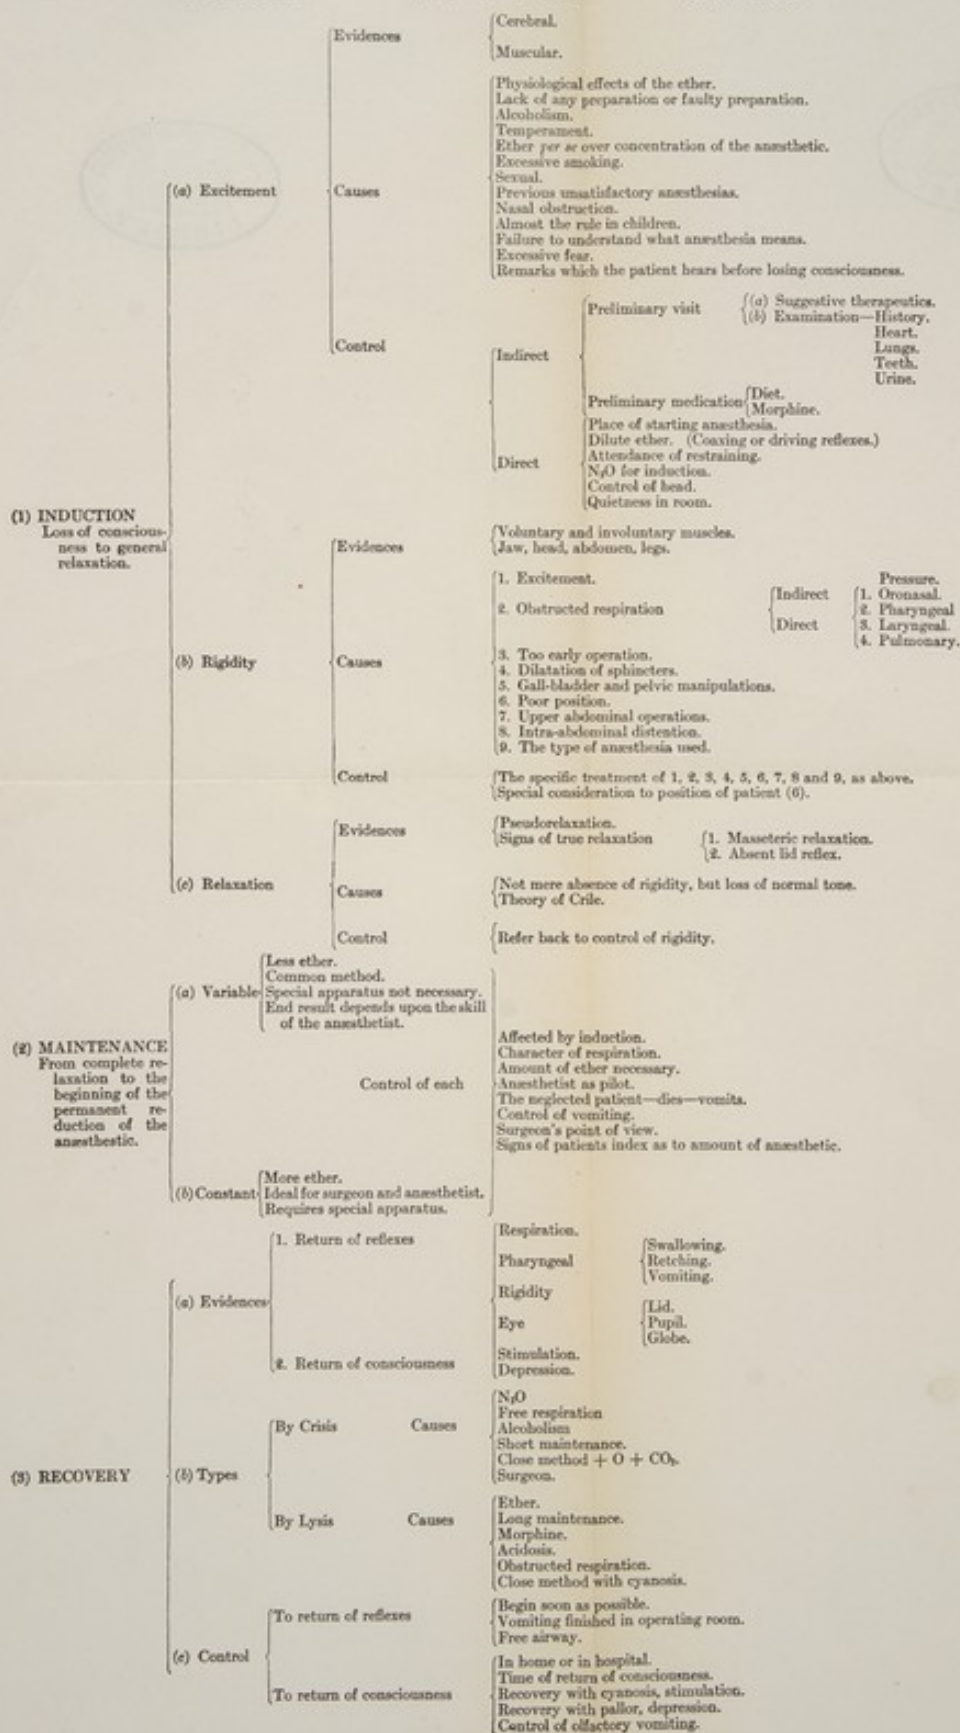 Evidences
Cerebral.
Muscular.
(a) Excitement
Causes
Physiological effects of the ether.
Lack of any preparation or faulty preparation.
Alcoholism.
Temperament.
Ether per se over concentration of the anæsthetic.
Excessive smoking.
Sexual.
Previous unsatisfactory anæsthesias.
Nasal obstruction.
Almost the rule in children.
Failure to understand what anæsthesia means.
Excessive fear.
Remarks which the patient hears before losing consciousness.
Control
Indirect
Preliminary visit
(a) Suggestive therapeutics.
(b) Examination—History.
Heart.
Lungs.
Teeth.
Urine.
Preliminary medication
Diet.
Morphine.
Direct
Place of starting anæsthesia.
Dilute ether. (Coaxing or driving reflexes.)
Attendance of restraining.
N₂O for induction.
Control of head.
Quietness in room.
(1) INDUCTION
Loss of conscious-
ness to general
relaxation.
(b) Rigidity
Evidences
Voluntary and involuntary muscles.
Jaw, head, abdomen, legs.
Causes
1. Excitement.
2. Obstructed respiration
Indirect
Direct
Pressure.
1. Oronasal.
2. Pharyngeal
3. Laryngeal.
4. Pulmonary.
3. Too early operation.
4. Dilatation of sphincters.
5. Gall-bladder and pelvic manipulations.
6. Poor position.
7. Upper abdominal operations.
8. Intra-abdominal distention.
9. The type of anæsthesia used.
Control
The specific treatment of 1, 2, 3, 4, 5, 6, 7, 8 and 9, as above.
Special consideration to position of patient (6).
(c) Relaxation
Evidences
Pseudorelaxation.
Signs of true relaxation
1. Masseteric relaxation.
2. Absent lid reflex.
Causes
Not mere absence of rigidity, but loss of normal tone.
Theory of Crile.
Control
Refer back to control of rigidity.
(2) MAINTENANCE
From complete re-
laxation to the
beginning of the
permanent re-
duction of the
anæsthestic.
(a) Variable
Less ether.
Common method.
Special apparatus not necessary.
End result depends upon the skill
of the anæsthetist.
Control of each
Affected by induction.
Character of respiration.
Amount of ether necessary.
Anæsthetist as pilot.
The neglected patient—dies—vomits.
Control of vomiting.
Surgeon's point of view.
Signs of patients index as to amount of anæsthetic.
(b) Constant
More ether.
Ideal for surgeon and anæsthetist.
Requires special apparatus.
(3) RECOVERY
(a) Evidences
1. Return of reflexes
Respiration.
Pharyngeal
Swallowing.
Retching.
Vomiting.
Rigidity
Eye
Lid.
Pupil.
Globe.
2. Return of consciousness
Stimulation.
Depression.
(b) Types
By Crisis
Causes
N₂O
Free respiration
Alcoholism
Short maintenance.
Close method + O + CO₂.
Surgeon.
By Lysis
Causes
Ether.
Long maintenance.
Morphine.
Acidosis.
Obstructed respiration.
Close method with cyanosis.
(c) Control
To return of reflexes
Begin soon as possible.
Vomiting finished in operating room.
Free airway.
To return of consciousness
In home or in hospital.
Time of return of consciousness.
Recovery with cyanosis, stimulation.
Recovery with pallor, depression.
Control of olfactory vomiting.